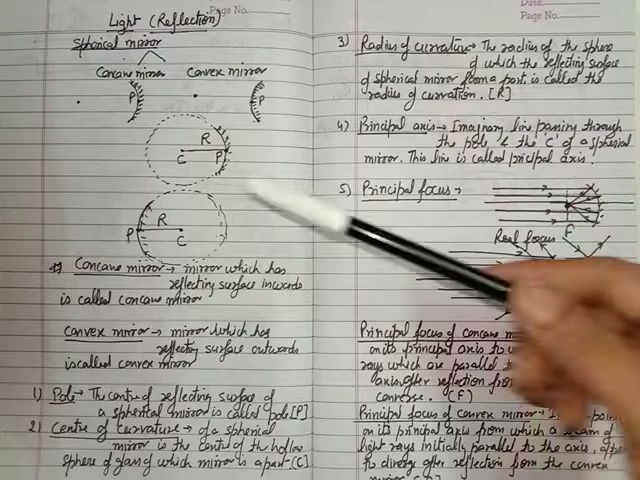 Page No.
Light (Reflection)
Spherical mirror
Concave mirror Convex mirror
P P
R
C P
R
P C
Concave mirror → mirror which has
reflecting surface inwards
is called concave mirror
Convex mirror → mirror which has
reflecting surface outwards
is called convex mirror
1) Pole → The centre of reflecting surface of
a spherical mirror is called pole [P]
2) Centre of curvature → of a spherical
mirror is the centre of the hollow
sphere of glass of which mirror is a part (C)
Date
Page No.
3) Radius of curvature → The radius of the sphere
of which the reflecting surface
of spherical mirror form a part, is called the
radius of curvature. [R]
4) Principal axis → Imaginary line passing through
the pole & the 'C' of a spherical
mirror. This line is called pricipal axis.
5) Principal focus →
Real focus F
Principal focus of concave
on its principal axis to
rays which are parallel
axis after reflection from
converse. (F)
Principal focus of convex mirror →
on its principal axis from which a beam of
light rays initially parallel to the axis,
to diverge after reflection from the convex